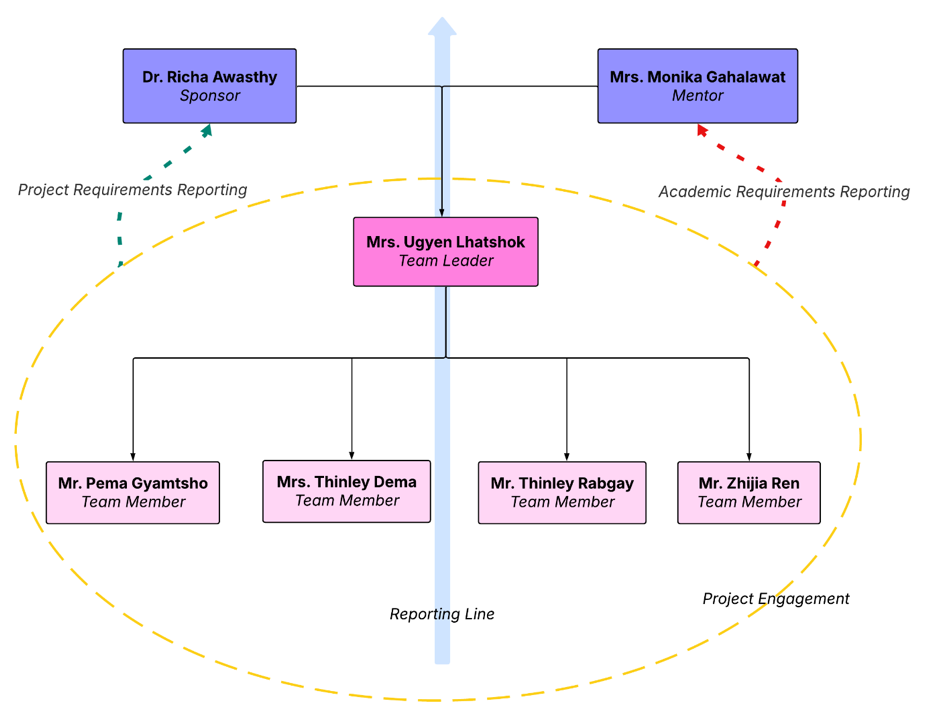 Dr. Richa Awasthy
Sponsor
Mrs. Monika Gahalawat
Mentor
Project Requirements Reporting
Academic Requirements Reporting
Mrs. Ugyen Lhatshok
Team Leader
Mr. Pema Gyamtsho
Team Member
Mrs. Thinley Dema
Team Member
Mr. Thinley Rabgay
Team Member
Mr. Zhijia Ren
Team Member
Project Engagement
Reporting Line